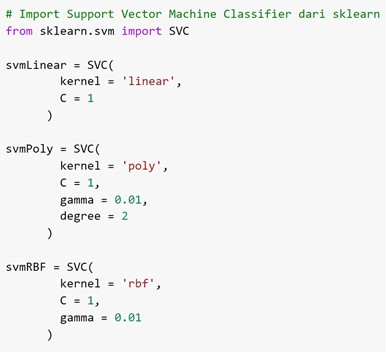 # Import Support Vector Machine Classifier dari sklearn
from sklearn.svm import SVC
svmLinear = SVC(
kernel = 'linear',
C = 1
)
svmPoly = SVC(
kernel = 'poly',
C = 1,
gamma = 0.01,
degree = 2
)
svmRBF = SVC(
kernel = 'rbf',
C = 1,
gamma = 0.01
)